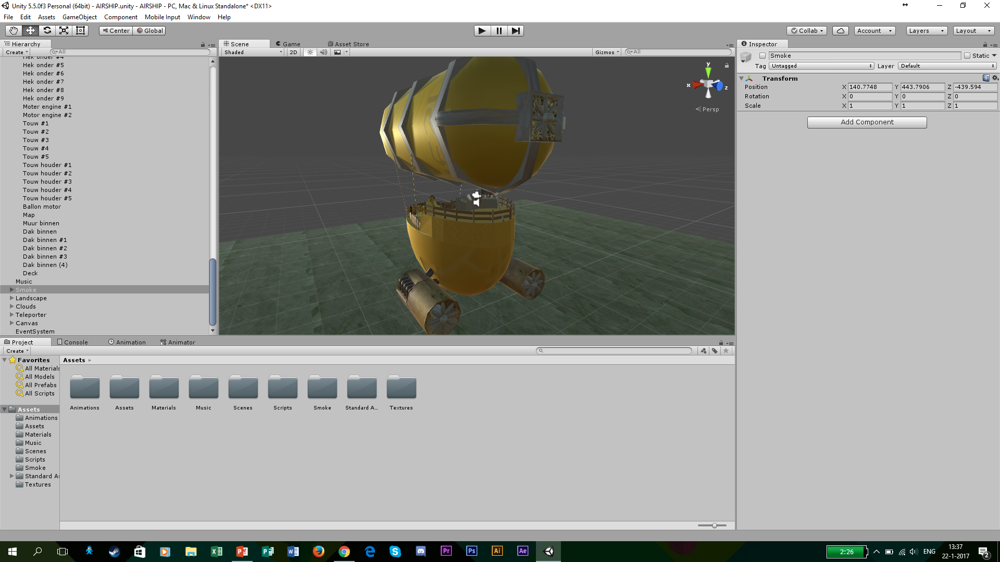 Unity 5.5.0f3 Personal (64bit) - AIRSHIP.unity - AIRSHIP - PC, Mac & Linux Standalone* <DX11>
File Edit Assets GameObject Component Mobile Input Window Help
Center Global Collab Account Layers Layout
Hierarchy
Create All
Hek onder #4
Hek onder #5
Hek onder #6
Hek onder #7
Hek onder #8
Hek onder #9
Moter engine #1
Motor engine #2
Touw #1
Touw #2
Touw #3
Touw #4
Touw #5
Touw houder #1
Touw houder #2
Touw houder #3
Touw houder #4
Touw houder #5
Ballon motor
Map
Muur binnen
Dak binnen
Dak binnen #1
Dak binnen #2
Dak binnen #3
Dak binnen (4)
Deck
Music
Smoke
Landscape
Clouds
Teleporter
Canvas
EventSystem
Scene Game Asset Store
Shaded 2D Gizmos All
y
x
z
Persp
Inspector
Smoke Static
Tag Untagged Layer Default
Transform
Position X 140.7748 Y 443.7906 Z -439.594
Rotation X 0 Y 0 Z 0
Scale X 1 Y 1 Z 1
Add Component
Project Console Animation Animator
Create
Favorites
All Materials
All Models
All Prefabs
All Scripts
Assets
Animations
Assets
Materials
Music
Scenes
Scripts
Smoke
Standard As
Textures
Assets
Animations Assets Materials Music Scenes Scripts Smoke Standard A... Textures
Pr Ps Ai Ae
2:26
ENG
13:37
22-1-2017
2